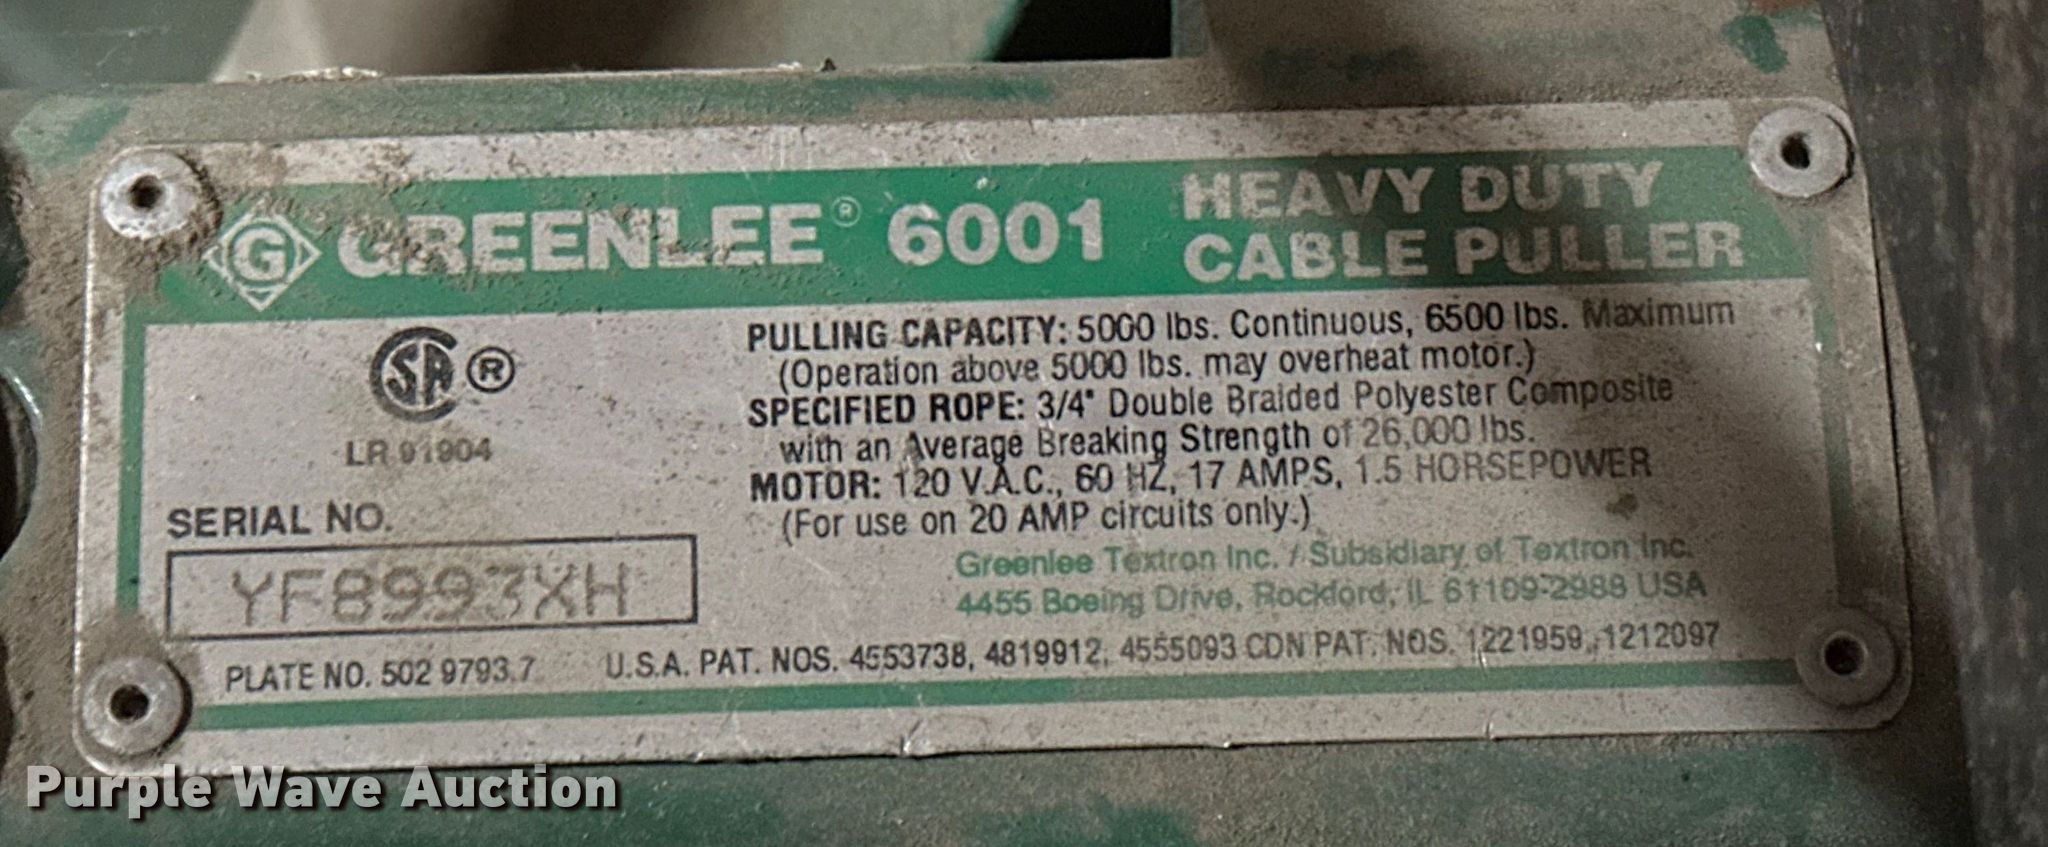 G GREENLEE® 6001 HEAVY DUTY
CABLE PULLER
PULLING CAPACITY: 5000 lbs. Continuous, 6500 lbs. Maximum
(Operation above 5000 lbs. may overheat motor.)
SPECIFIED ROPE: 3/4" Double Braided Polyester Composite
with an Average Breaking Strength of 26,000 lbs.
MOTOR: 120 V.A.C., 60 HZ, 17 AMPS, 1.5 HORSEPOWER
(For use on 20 AMP circuits only.)
SA ®
LR 91904
SERIAL NO.
YF8993XH
Greenlee Textron Inc. / Subsidiary of Textron Inc.
4455 Boeing Drive, Rockford, IL 61109-2988 USA
PLATE NO. 502 9793.7 U.S.A. PAT. NOS. 4553738, 4819912, 4555093 CDN PAT. NOS. 1221959, 1212097
Purple Wave Auction